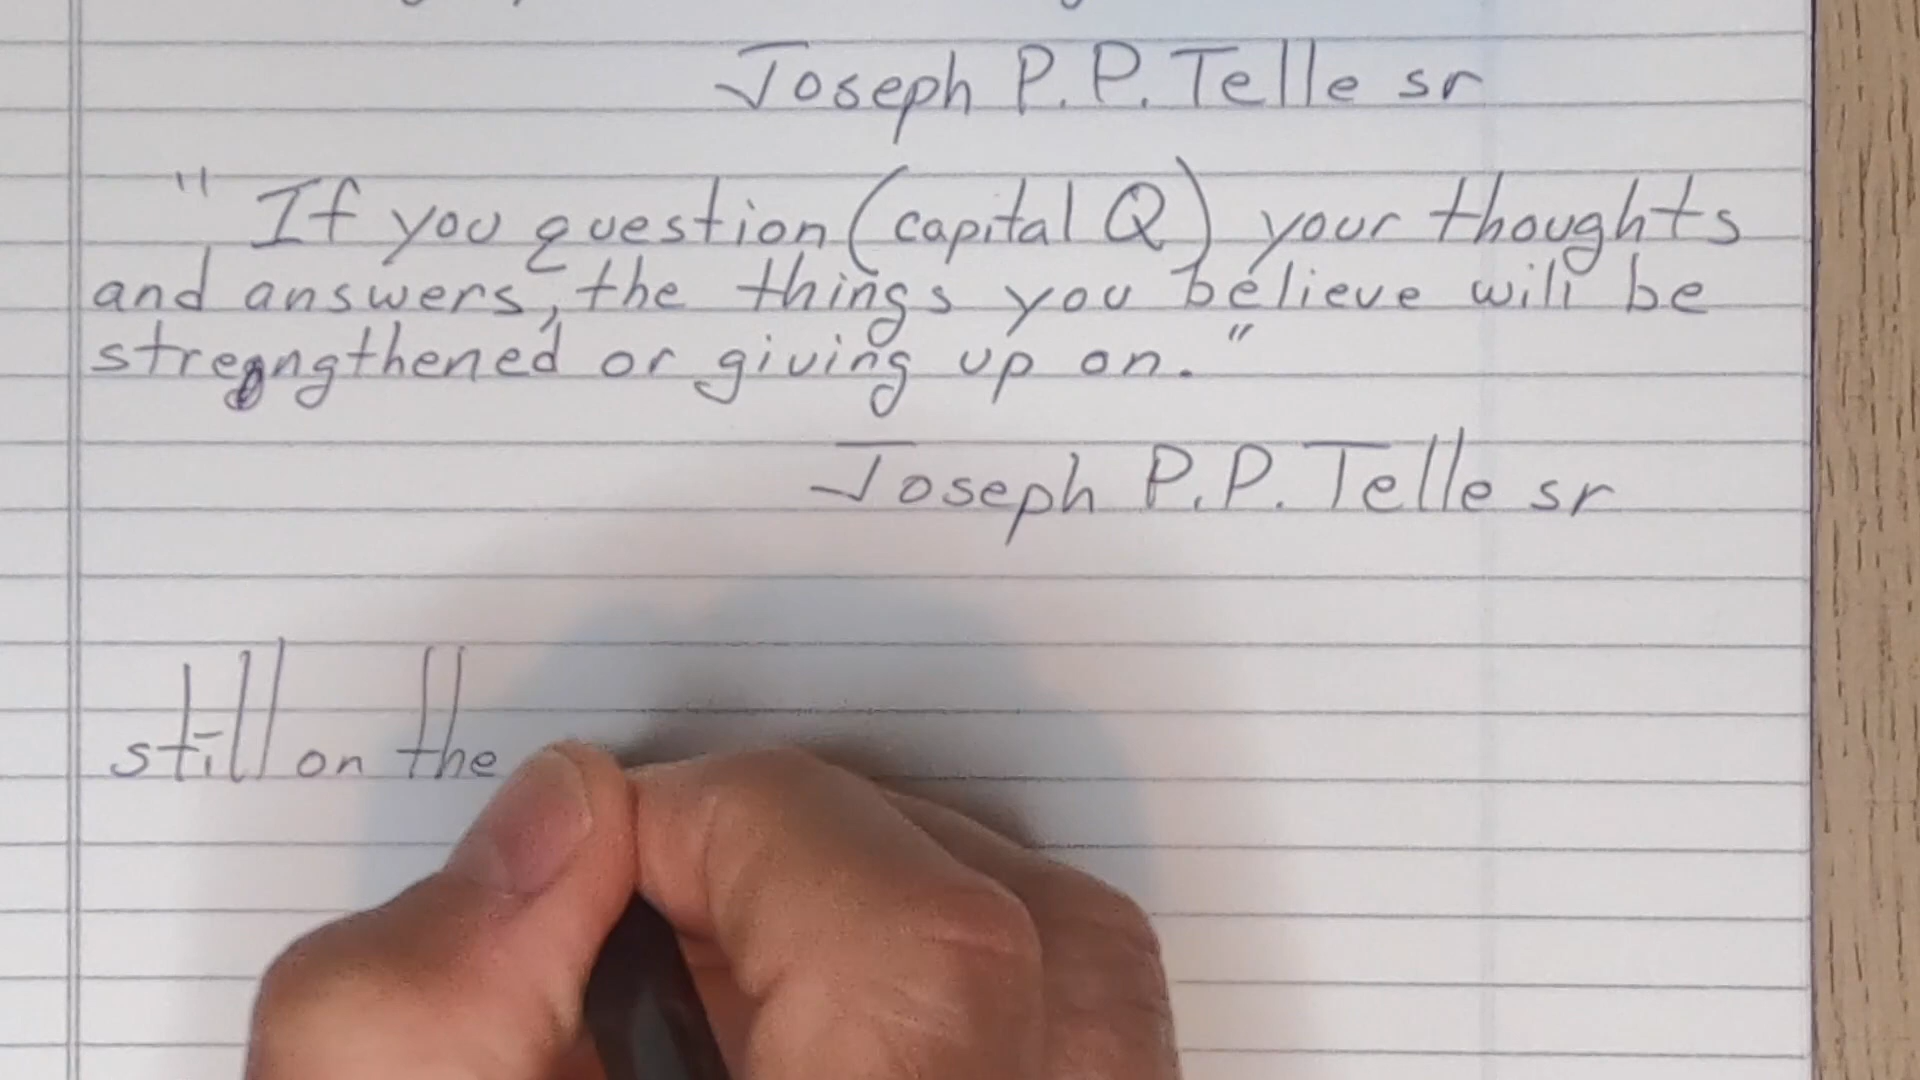 Joseph P.P. Telle sr
" If you question (capital Q) your thoughts
and answers, the things you believe will be
strengthened or giving up on."
Joseph P.P. Telle sr
still on the